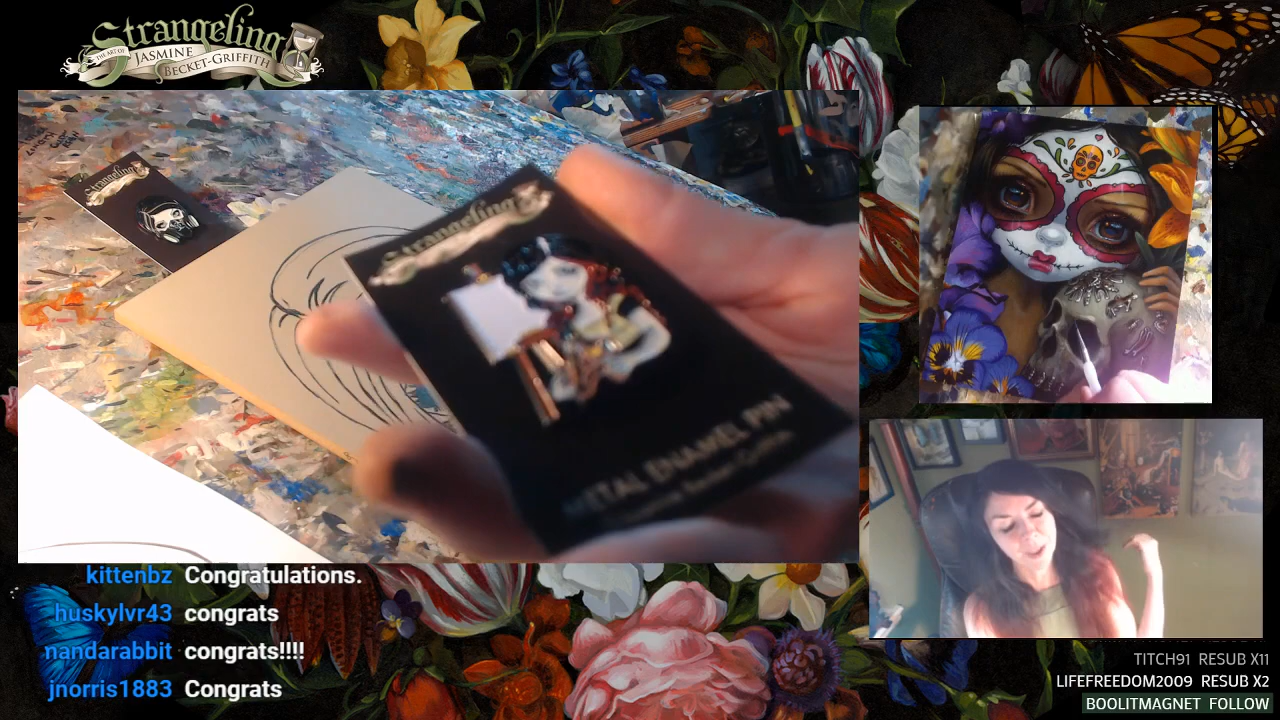 Strangeling
THE ART OF
JASMINE
BECKET-GRIFFITH
Strangeling
Strangeling
METAL ENAMEL PIN
kittenbz Congratulations.
huskylvr43 congrats
nandarabbit congrats!!!!
jnorris1883 Congrats
TITCH91 RESUB X11
LIFEFREEDOM2009 RESUB X2
BOOLITMAGNET FOLLOW